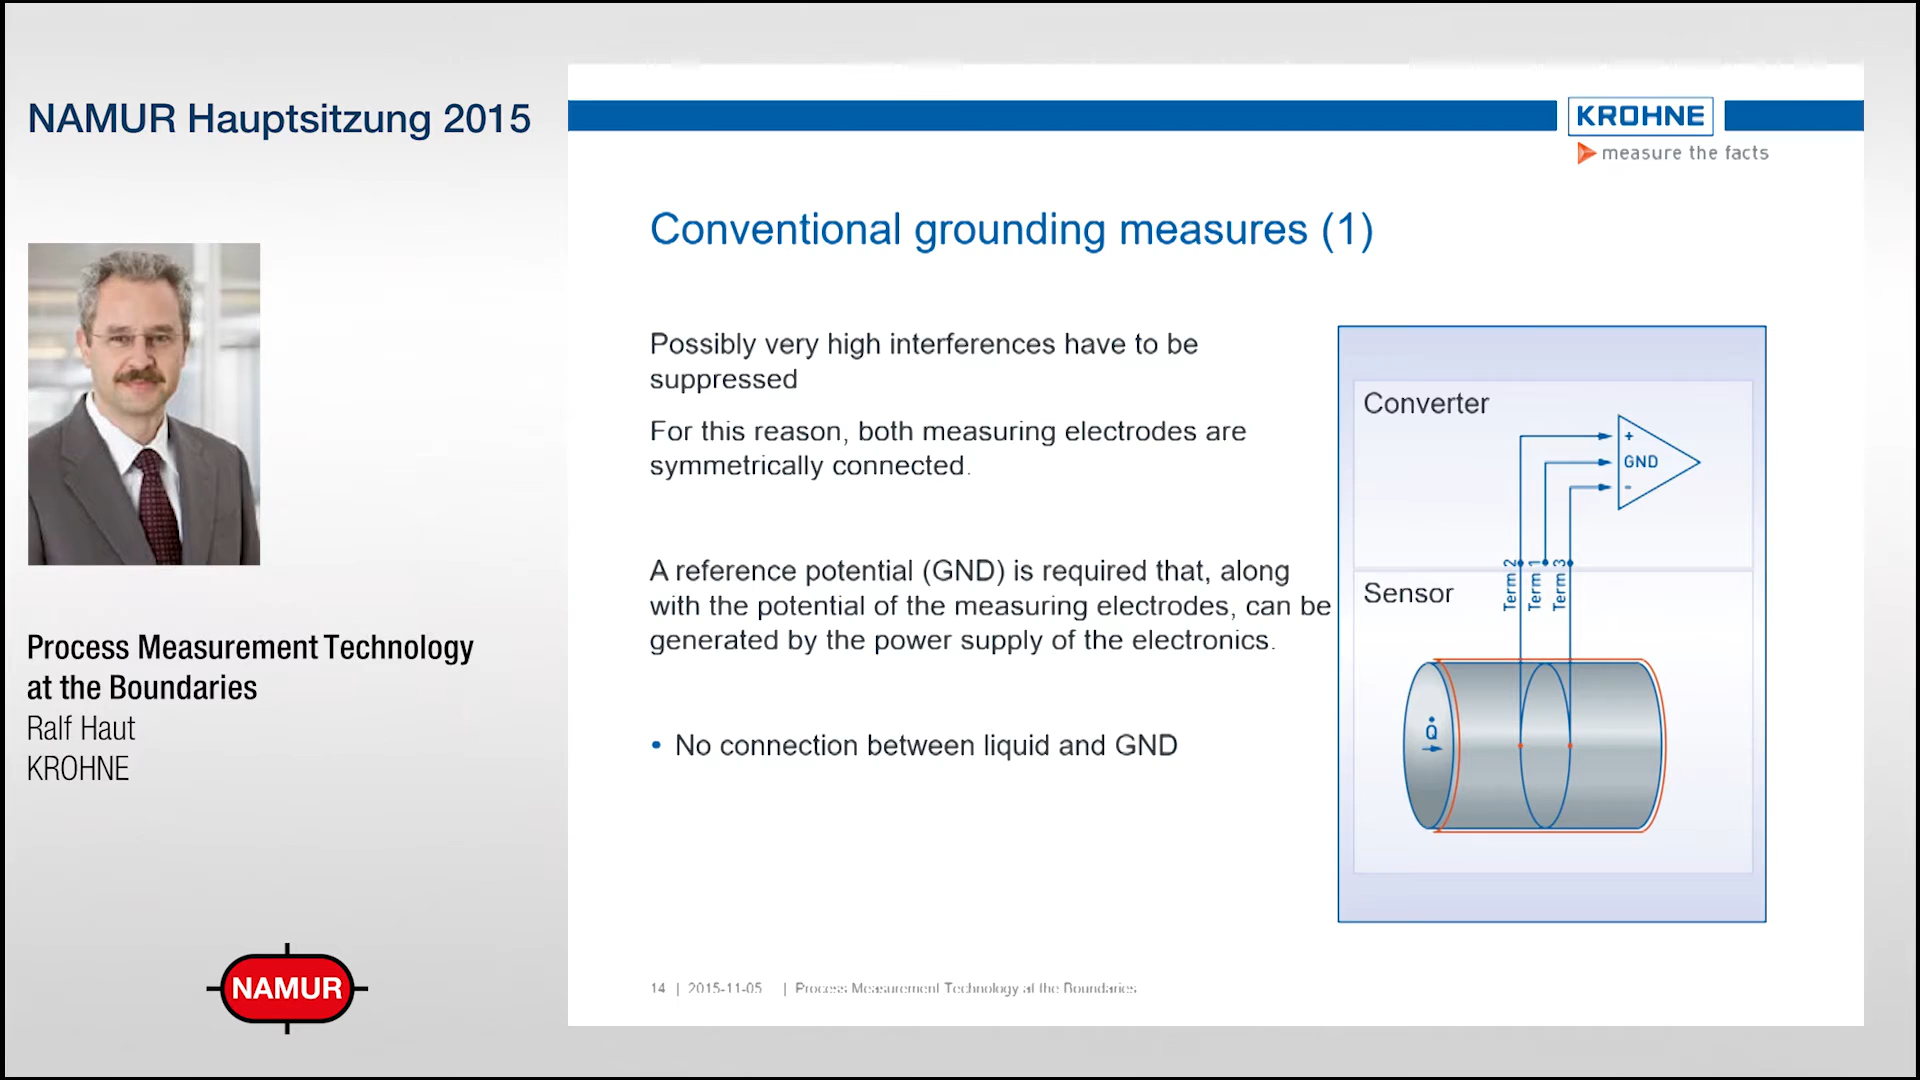 NAMUR Hauptsitzung 2015
KROHNE
measure the facts
Conventional grounding measures (1)
Possibly very high interferences have to be
suppressed
For this reason, both measuring electrodes are
symmetrically connected.
A reference potential (GND) is required that, along
with the potential of the measuring electrodes, can be
generated by the power supply of the electronics.
• No connection between liquid and GND
Converter
+
GND
-
Term 2
Term 1
Term 3
Sensor
Q̇
Process Measurement Technology
at the Boundaries
Ralf Haut
KROHNE
NAMUR
14 | 2015-11-05 | Process Measurement Technology at the Boundaries